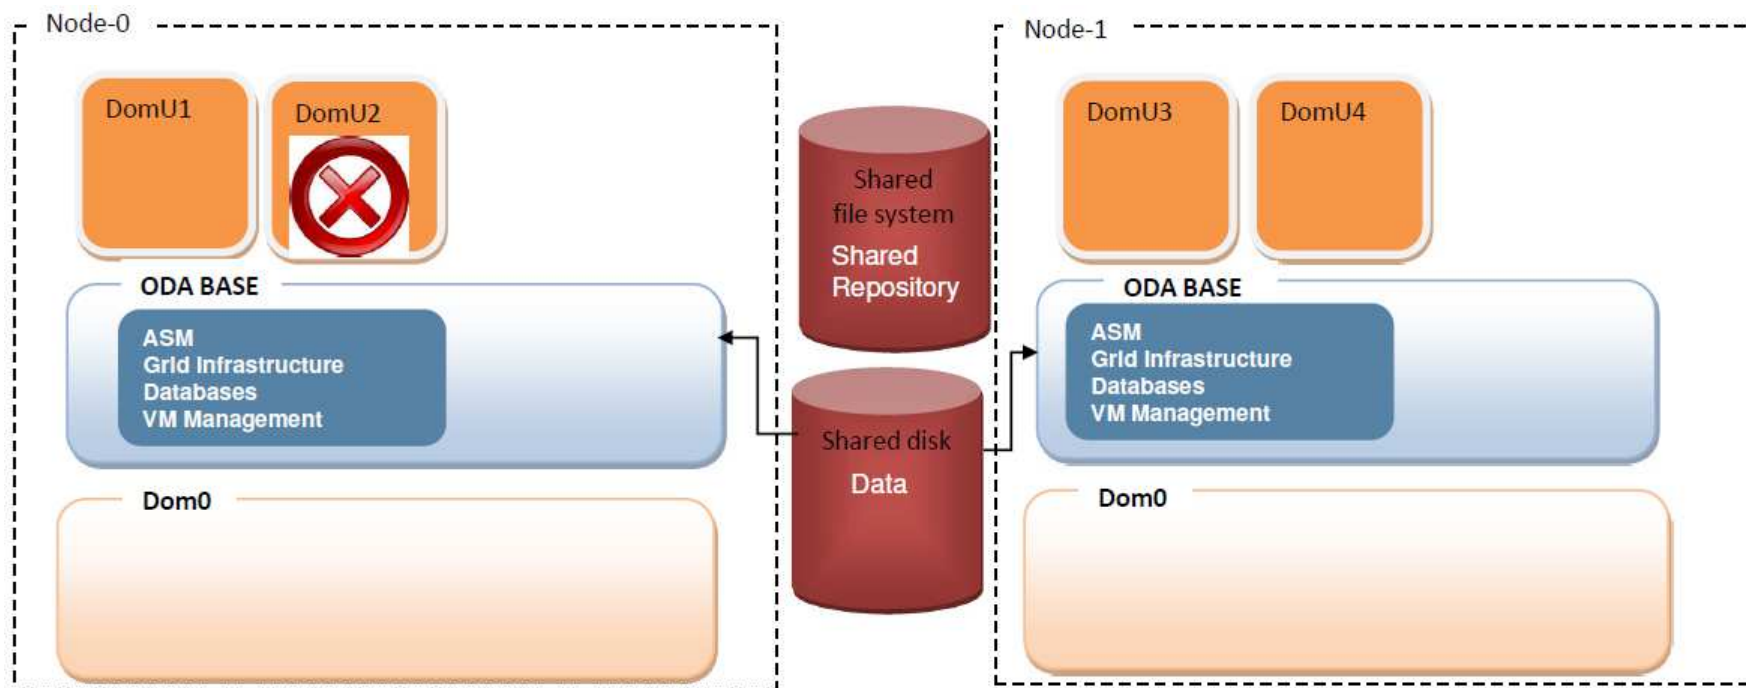 Node-0
DomU1
DomU2
ODA BASE
ASM
Grid Infrastructure
Databases
VM Management
Dom0
Shared
file system
Shared
Repository
Shared disk
Data
Node-1
DomU3
DomU4
ODA BASE
ASM
Grid Infrastructure
Databases
VM Management
Dom0